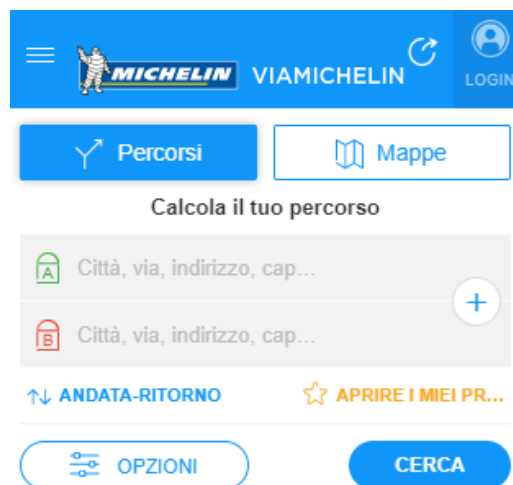 MICHELIN VIAMICHELIN
LOGIN
Percorsi Mappe
Calcola il tuo percorso
A Città, via, indirizzo, cap...
+
B Città, via, indirizzo, cap...
ANDATA-RITORNO APRIRE I MIEI PR...
OPZIONI CERCA